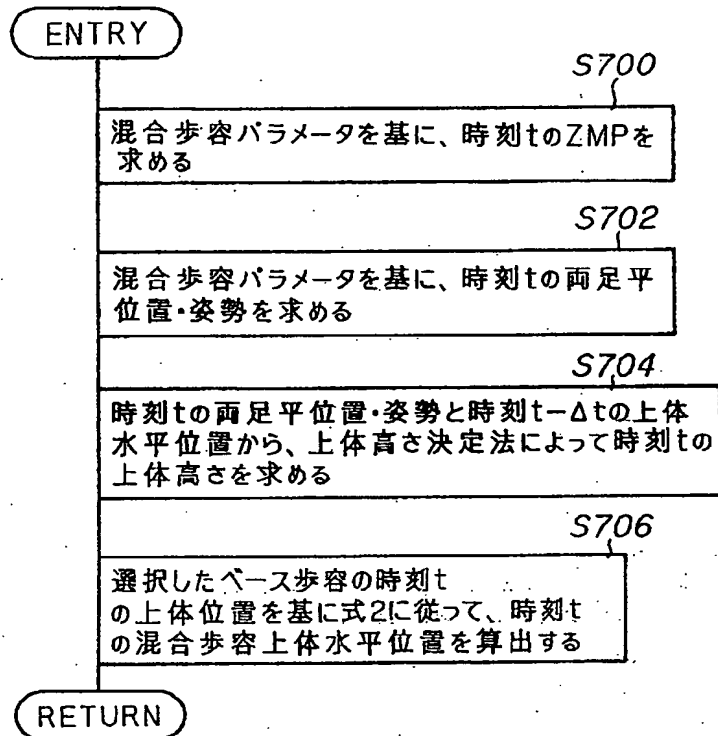 ENTRY
S700
混合歩容パラメータを基に、時刻tのZMPを
求める
S702
混合歩容パラメータを基に、時刻tの両足平
位置・姿勢を求める
S704
時刻tの両足平位置・姿勢と時刻t-Δtの上体
水平位置から、上体高さ決定法によって時刻tの
上体高さを求める
S706
選択したベース歩容の時刻t
の上体位置を基に式2に従って、時刻t
の混合歩容上体水平位置を算出する
RETURN